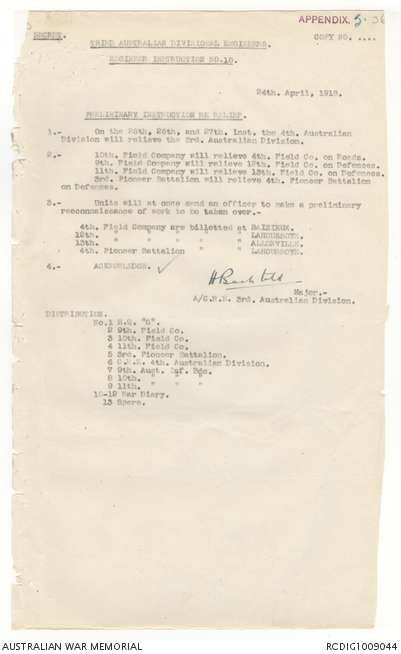 APPENDIX. 5
SECRET.
COPY NO. ....
THIRD AUSTRALIAN DIVISIONAL ENGINEERS.
ENGINEER INSTRUCTION NO.10.
24th. April, 1918.
PRELIMINARY INSTRUCTION RE RELIEF.
1.- On the 25th, 26th, and 27th. inst. the 4th. Australian
Division will relieve the 3rd. Australian Division.
2.- 10th. Field Company will relieve 4th. Field Co. on Roads.
9th. Field Company will relieve 12th. Field Co. on Defences.
11th. Field Company will relieve 13th. Field Co. on Defences.
3rd. Pioneer Battalion will relieve 4th. Pioneer Battalion
on Defences.
3.- Units will at once send an officer to make a preliminary
reconnaissance of work to be taken over.-
4th. Field Company are billetted at BAIZIEUX.
12th. " " " " LAHOUSSOYE.
13th. " " " " ALLONVILLE.
4th. Pioneer Battalion " " LAHOUSSOYE.
4.- ACKNOWLEDGE. ✓
Major.-
A/C.R.E. 3rd. Australian Division.
DISTRIBUTION.
No.1 H.Q. "G".
2 9th. Field Co.
3 10th. Field Co.
4 11th. Field Co.
5 3rd. Pioneer Battalion.
6 C.R.E. 4th. Australian Division.
7 9th. Aust. Inf. Bde.
8 10th. " " "
9 11th. " " "
10-12 War Diary.
13 Spare.
AUSTRALIAN WAR MEMORIAL
RCDIG1009044